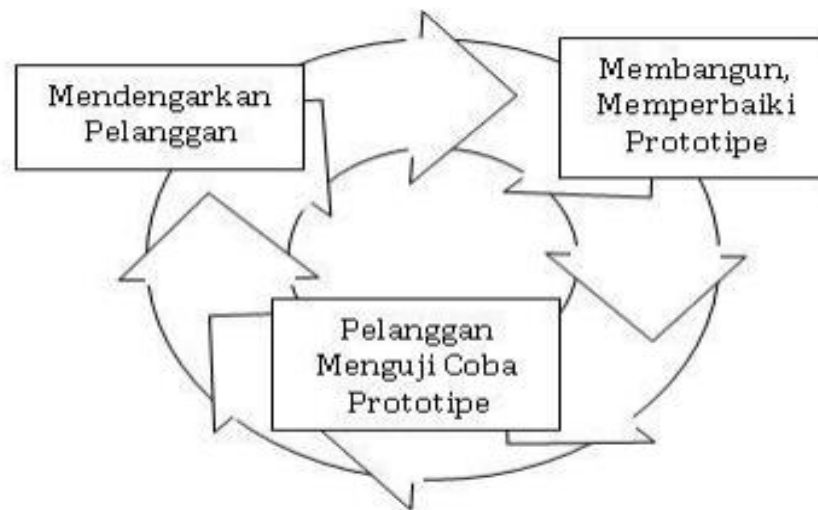 Mendengarkan
Pelanggan
Membangun,
Memperbaiki
Prototipe
Pelanggan
Menguji Coba
Prototipe